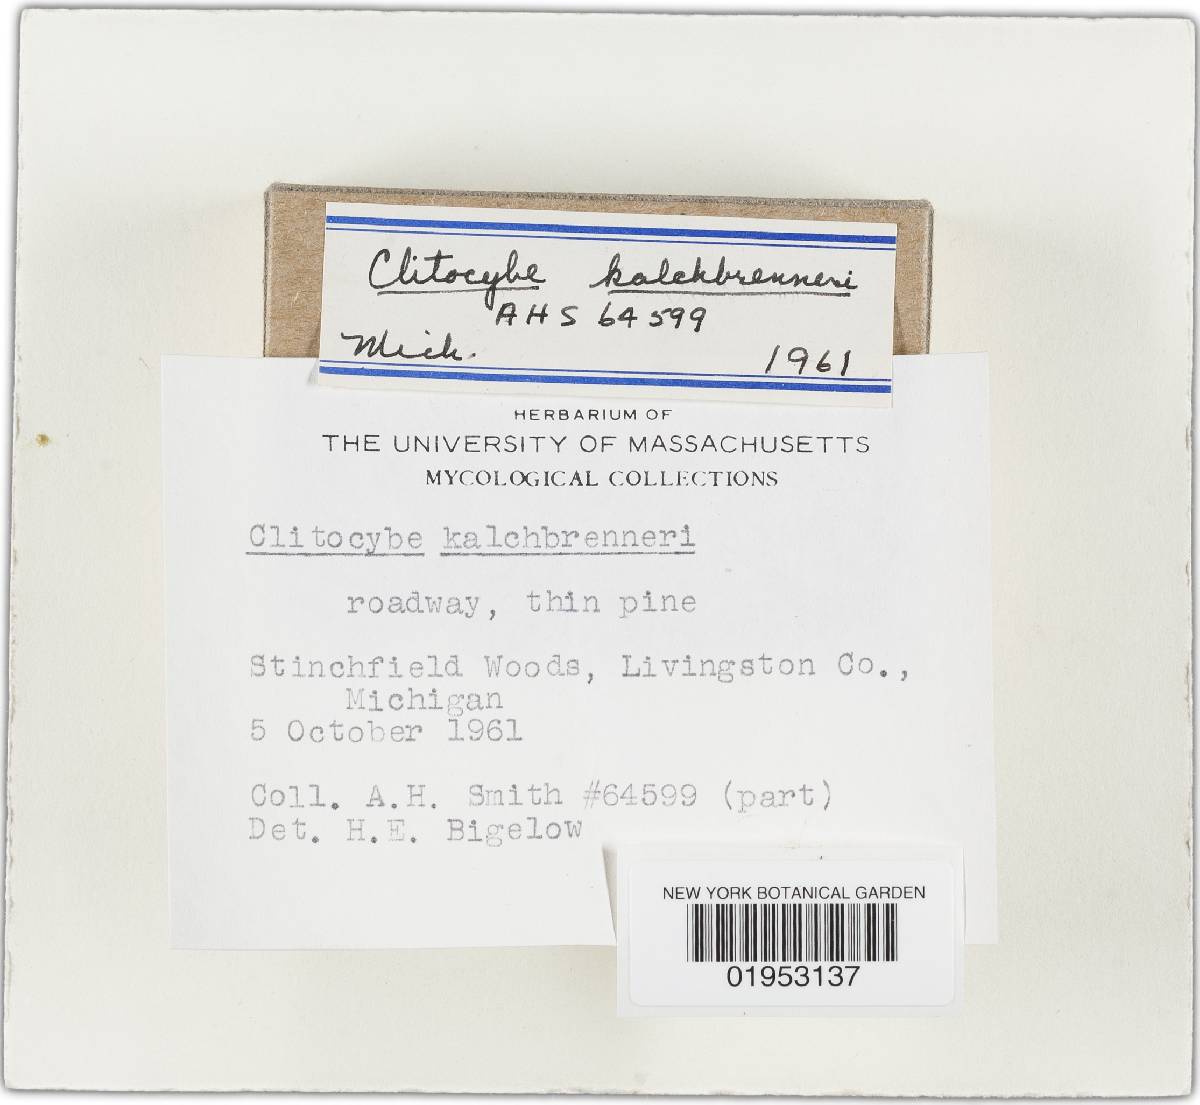 Clitocybe kalchbrenneri
AHS 64599
Mich. 1961
HERBARIUM OF
THE UNIVERSITY OF MASSACHUSETTS
MYCOLOGICAL COLLECTIONS
Clitocybe kalchbrenneri
roadway, thin pine
Stinchfield Woods, Livingston Co.,
Michigan
5 October 1961
Coll. A.H. Smith #64599 (part)
Det. H.E. Bigelow
NEW YORK BOTANICAL GARDEN
01953137